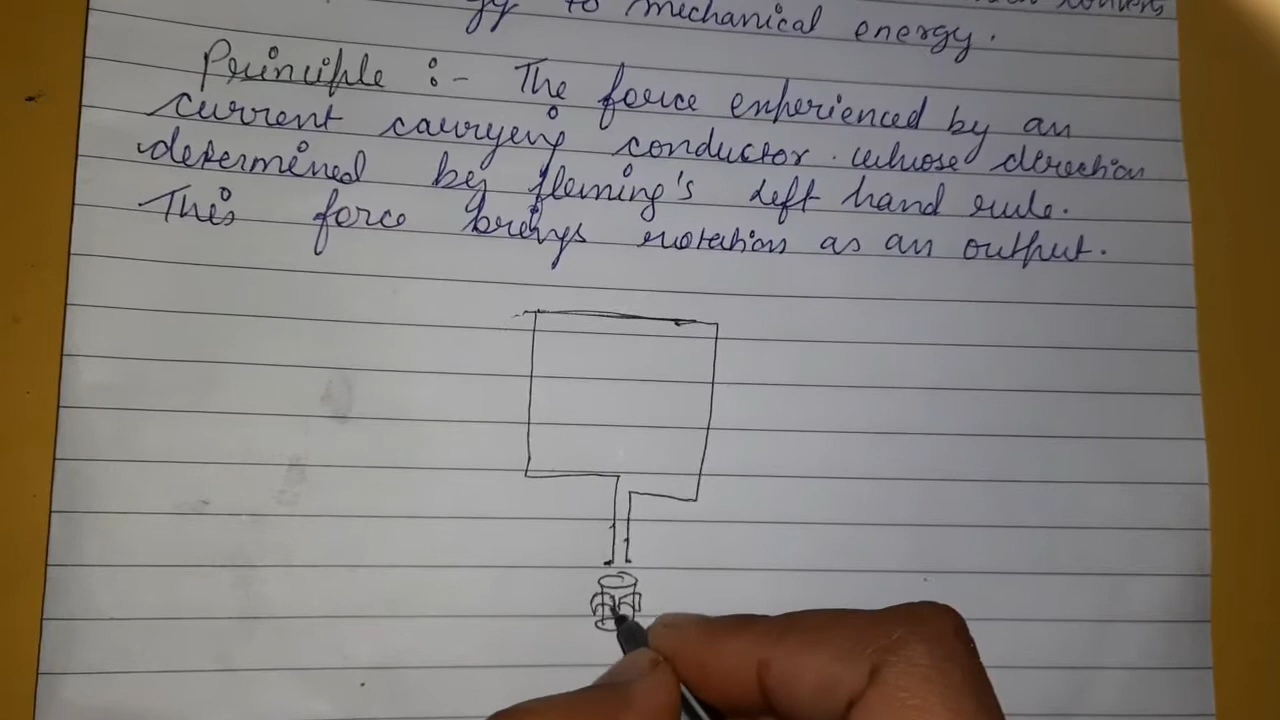 gy to mechanical energy.
Principle :- The force experienced by an
current carrying conductor. whose direction
determined by fleming's left hand rule.
This force brings rotation as an output.